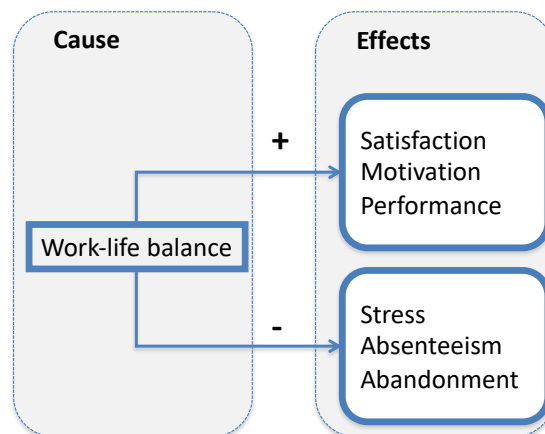 Cause
Effects
+
Satisfaction
Motivation
Performance
Work-life balance
-
Stress
Absenteeism
Abandonment